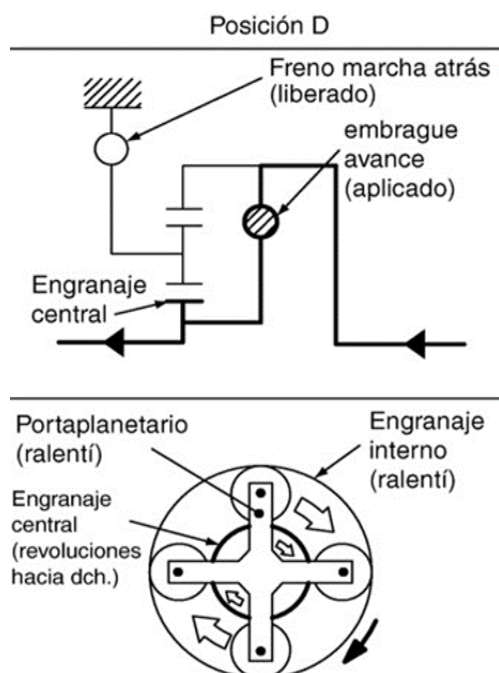 Posición D
Freno marcha atrás
(liberado)
embrague
avance
(aplicado)
Engranaje
central
Portaplanetario
(ralentí)
Engranaje
interno
(ralentí)
Engranaje
central
(revoluciones
hacia dch.)